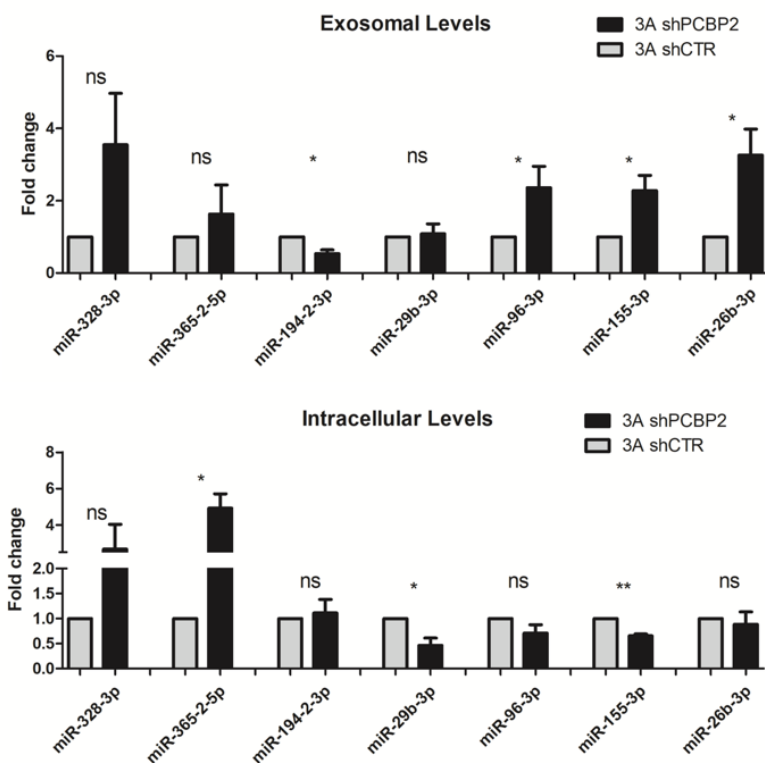 Exosomal Levels
3A shPCBP2
3A shCTR
Fold change
6
4
2
0
ns
ns
*
ns
*
*
*
miR-328-3p
miR-365-2-5p
miR-194-2-3p
miR-29b-3p
miR-96-3p
miR-155-3p
miR-26b-3p
Intracellular Levels
3A shPCBP2
3A shCTR
Fold change
8
6
4
2.0
1.5
1.0
0.5
0.0
ns
*
ns
*
ns
**
ns
miR-328-3p
miR-365-2-5p
miR-194-2-3p
miR-29b-3p
miR-96-3p
miR-155-3p
miR-26b-3p